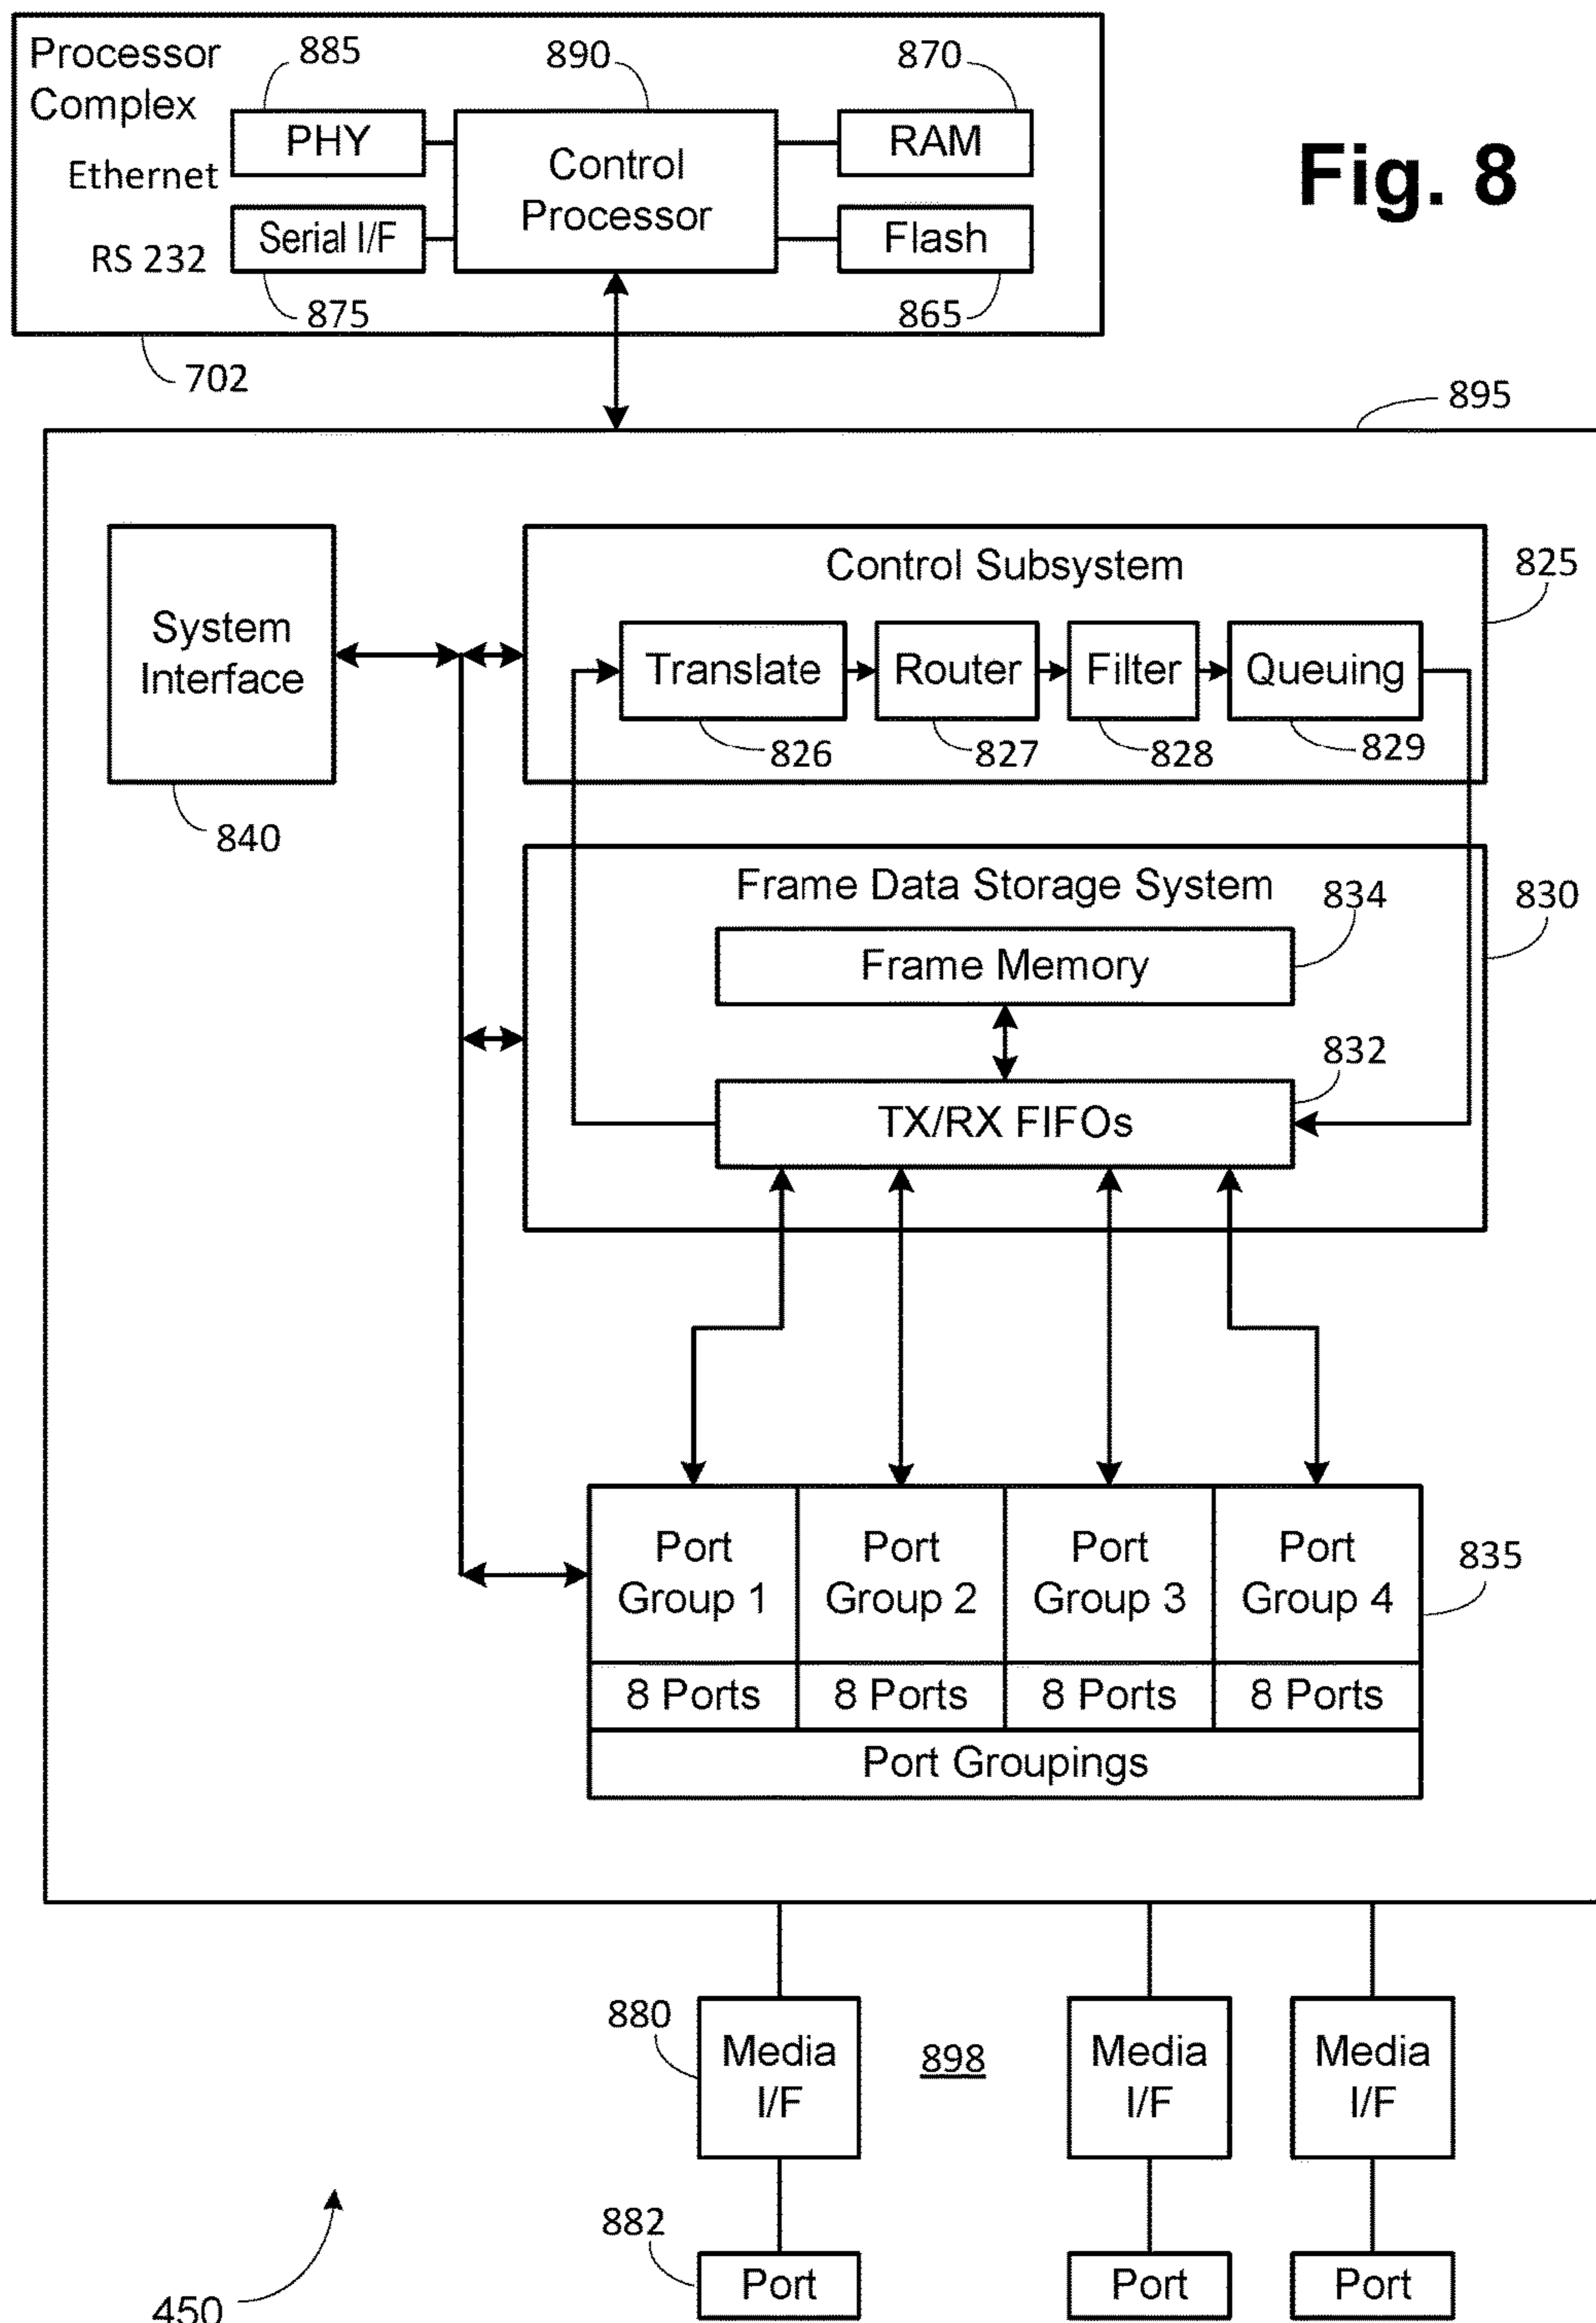 Processor
Complex
885
890
870
PHY
Control
Processor
RAM
Fig. 8
Ethernet
RS 232
Serial I/F
Flash
875
865
702
895
System
Interface
Control Subsystem
825
Translate
Router
Filter
Queuing
826
827
828
829
840
Frame Data Storage System
834
830
Frame Memory
832
TX/RX FIFOs
Port
Group 1
Port
Group 2
Port
Group 3
Port
Group 4
835
8 Ports
8 Ports
8 Ports
8 Ports
Port Groupings
880
Media
I/F
898
Media
I/F
Media
I/F
882
Port
Port
Port
450